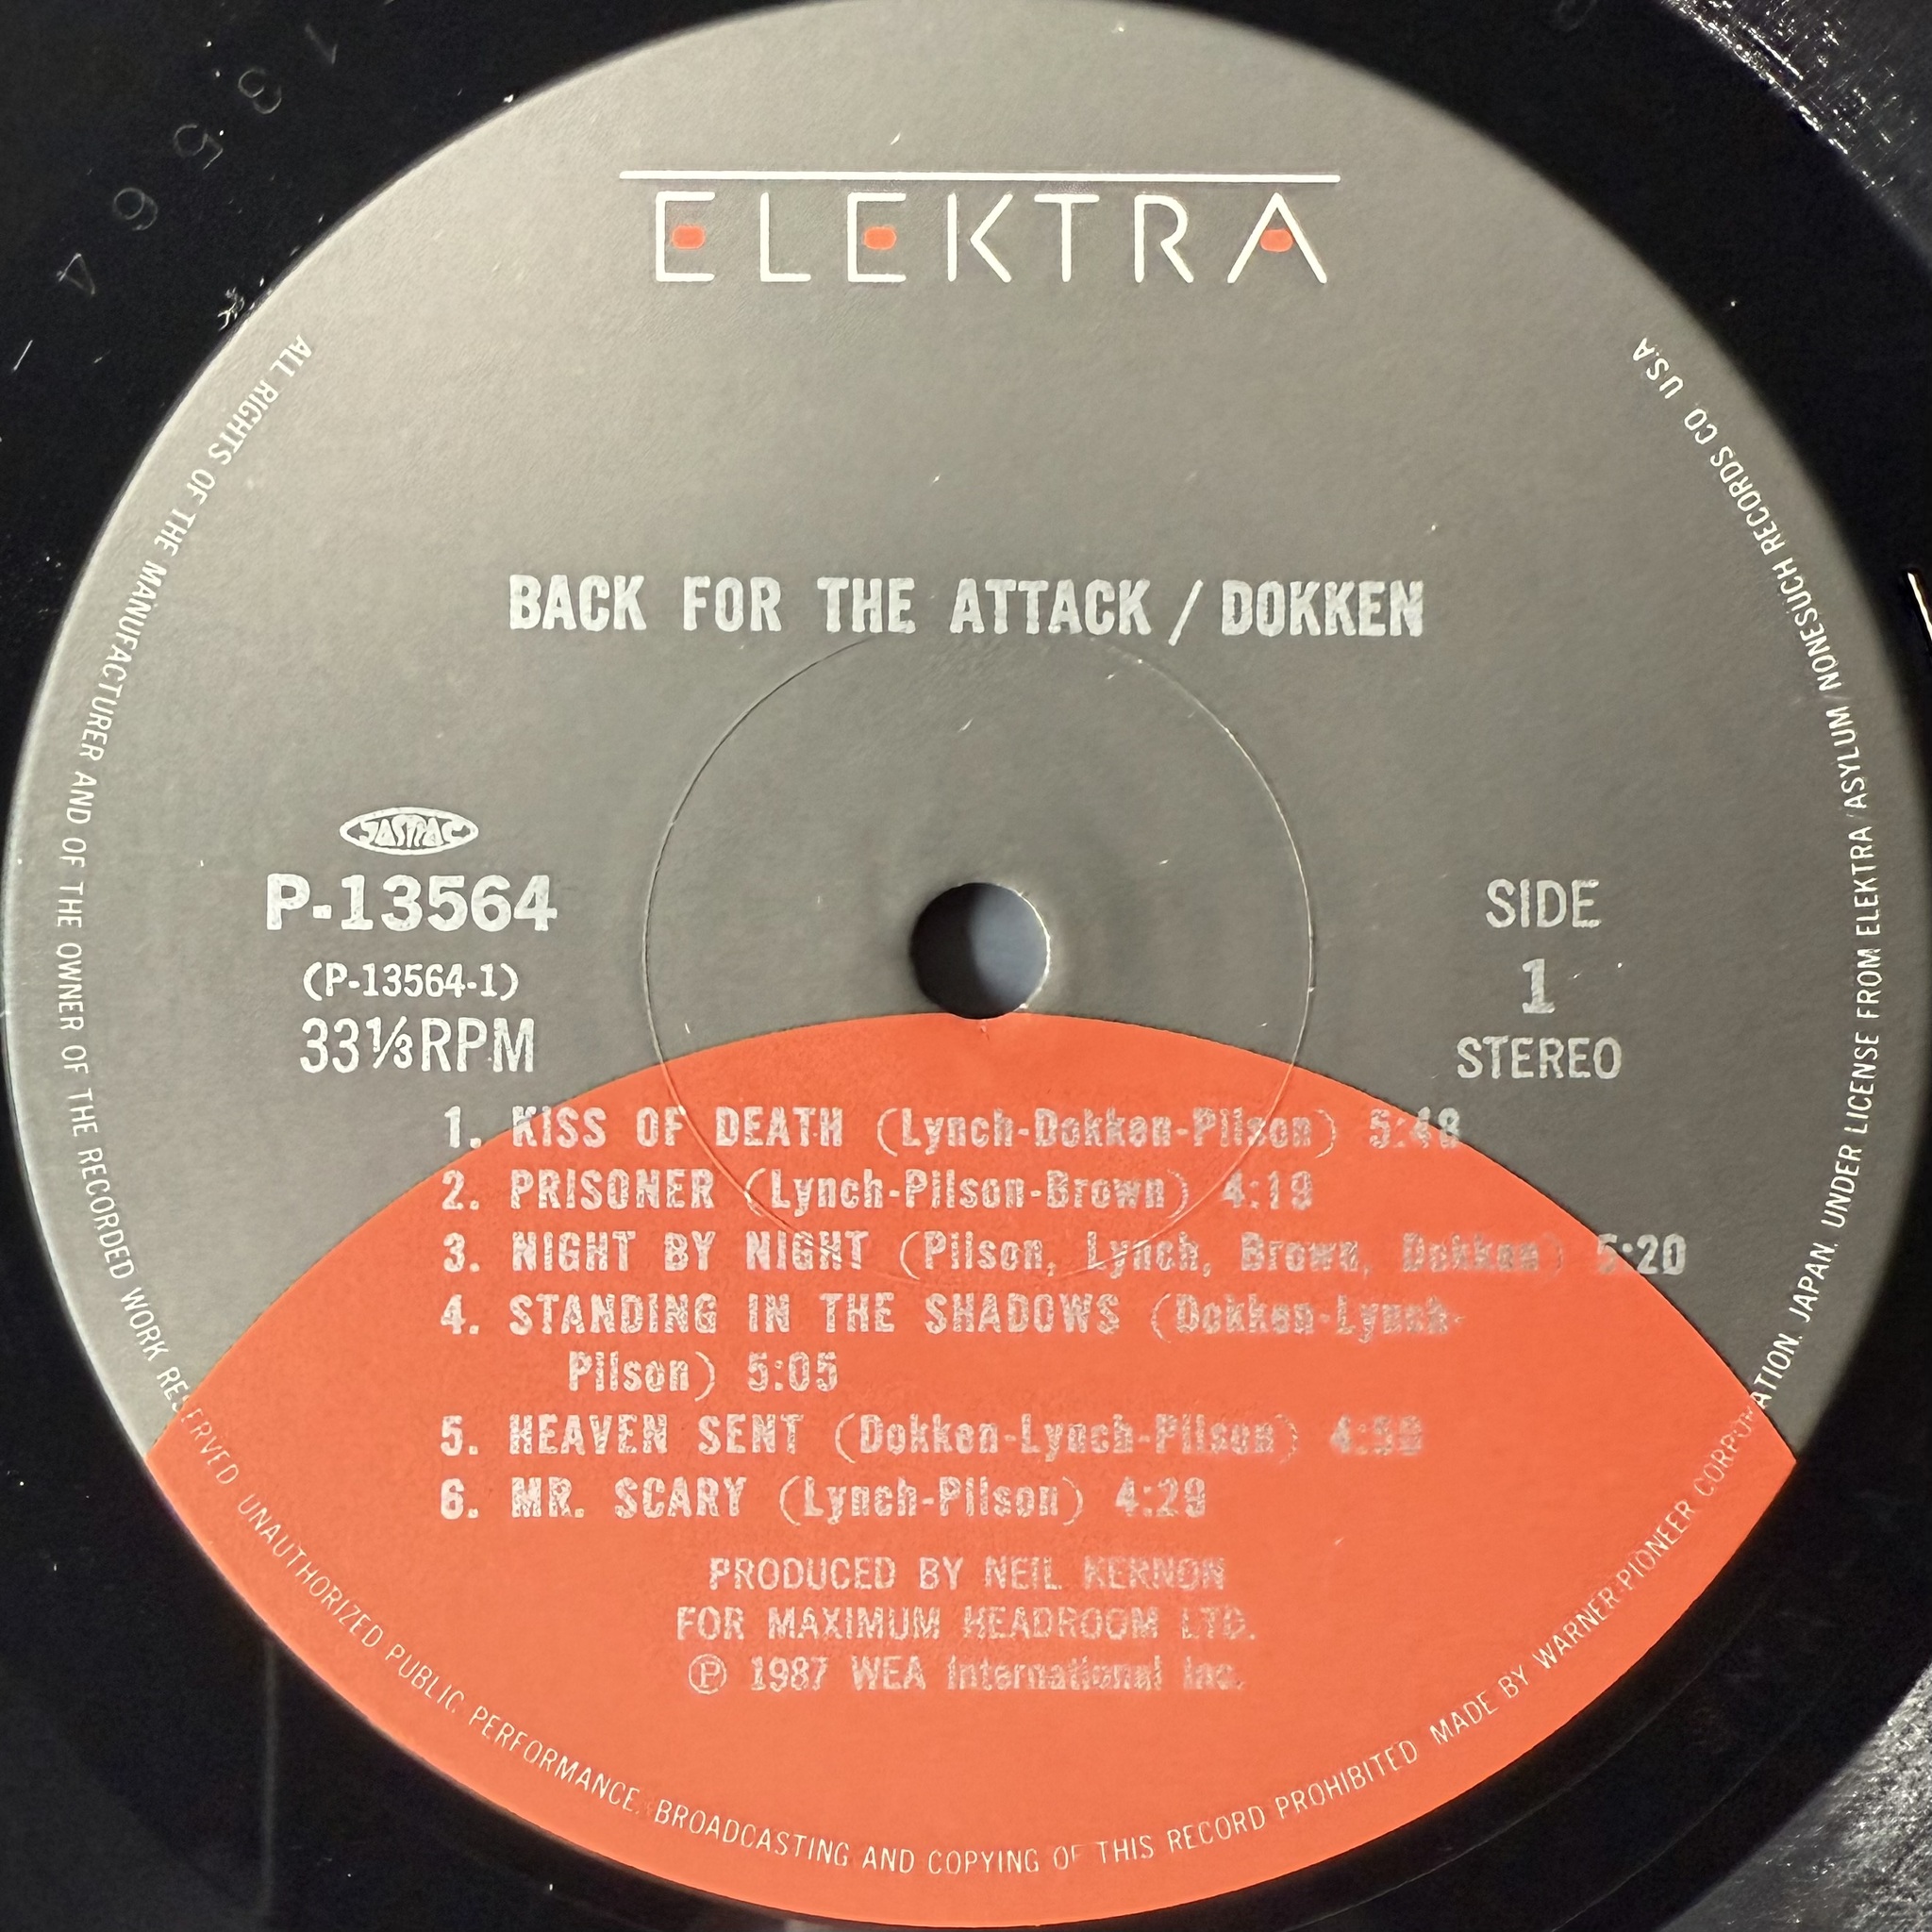 1 3 5 6 4
ELEKTRA
BACK FOR THE ATTACK / DOKKEN
JASRAC
P-13564
(P-13564-1)
33⅓RPM
SIDE
1
STEREO
1. KISS OF DEATH (Lynch-Dokken-Pilson) 5:48
2. PRISONER (Lynch-Pilson-Brown) 4:19
3. NIGHT BY NIGHT (Pilson, Lynch, Brown, Dokken) 5:20
4. STANDING IN THE SHADOWS (Dokken-Lynch-
Pilson) 5:05
5. HEAVEN SENT (Dokken-Lynch-Pilson)
6. MR. SCARY (Lynch-Pilson) 4:29
PRODUCED BY NEIL KERNON
FOR MAXIMUM HEADROOM LTD.
Ⓟ 1987 WEA International Inc.
ALL RIGHTS OF THE MANUFACTURER AND OF THE OWNER OF THE RECORDED WORK RESERVED UNAUTHORIZED PUBLIC PERFORMANCE, BROADCASTING AND COPYING OF THIS RECORD PROHIBITED MADE BY WARNER-PIONEER CORPORATION, JAPAN. UNDER LICENSE FROM ELEKTRA/ASYLUM/NONESUCH RECORDS CO. U.S.A